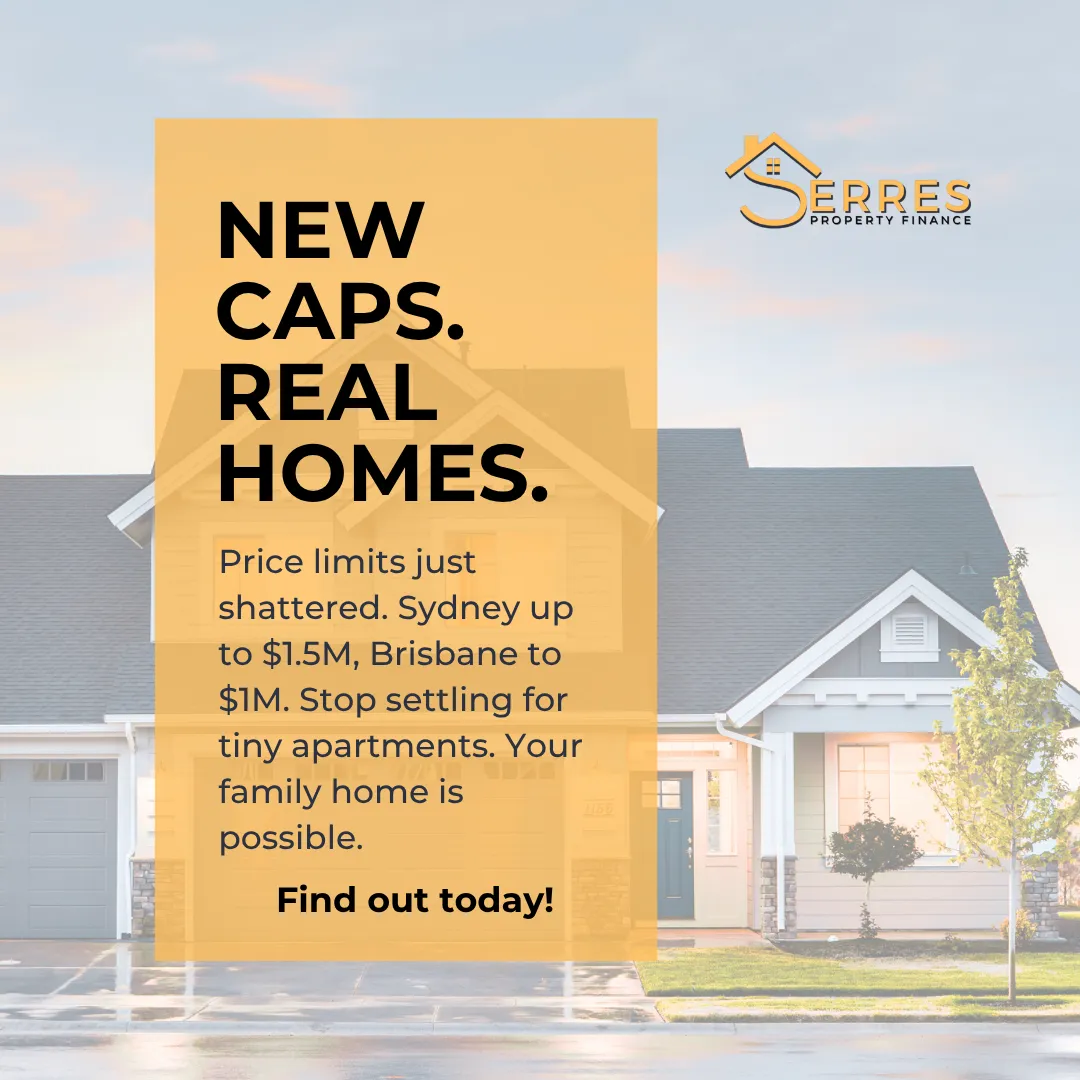 NEW
CAPS.
REAL
HOMES.
Price limits just
shattered. Sydney up
to $1.5M, Brisbane to
$1M. Stop settling for
tiny apartments. Your
family home is
possible.
Find out today!
SERRES
PROPERTY FINANCE